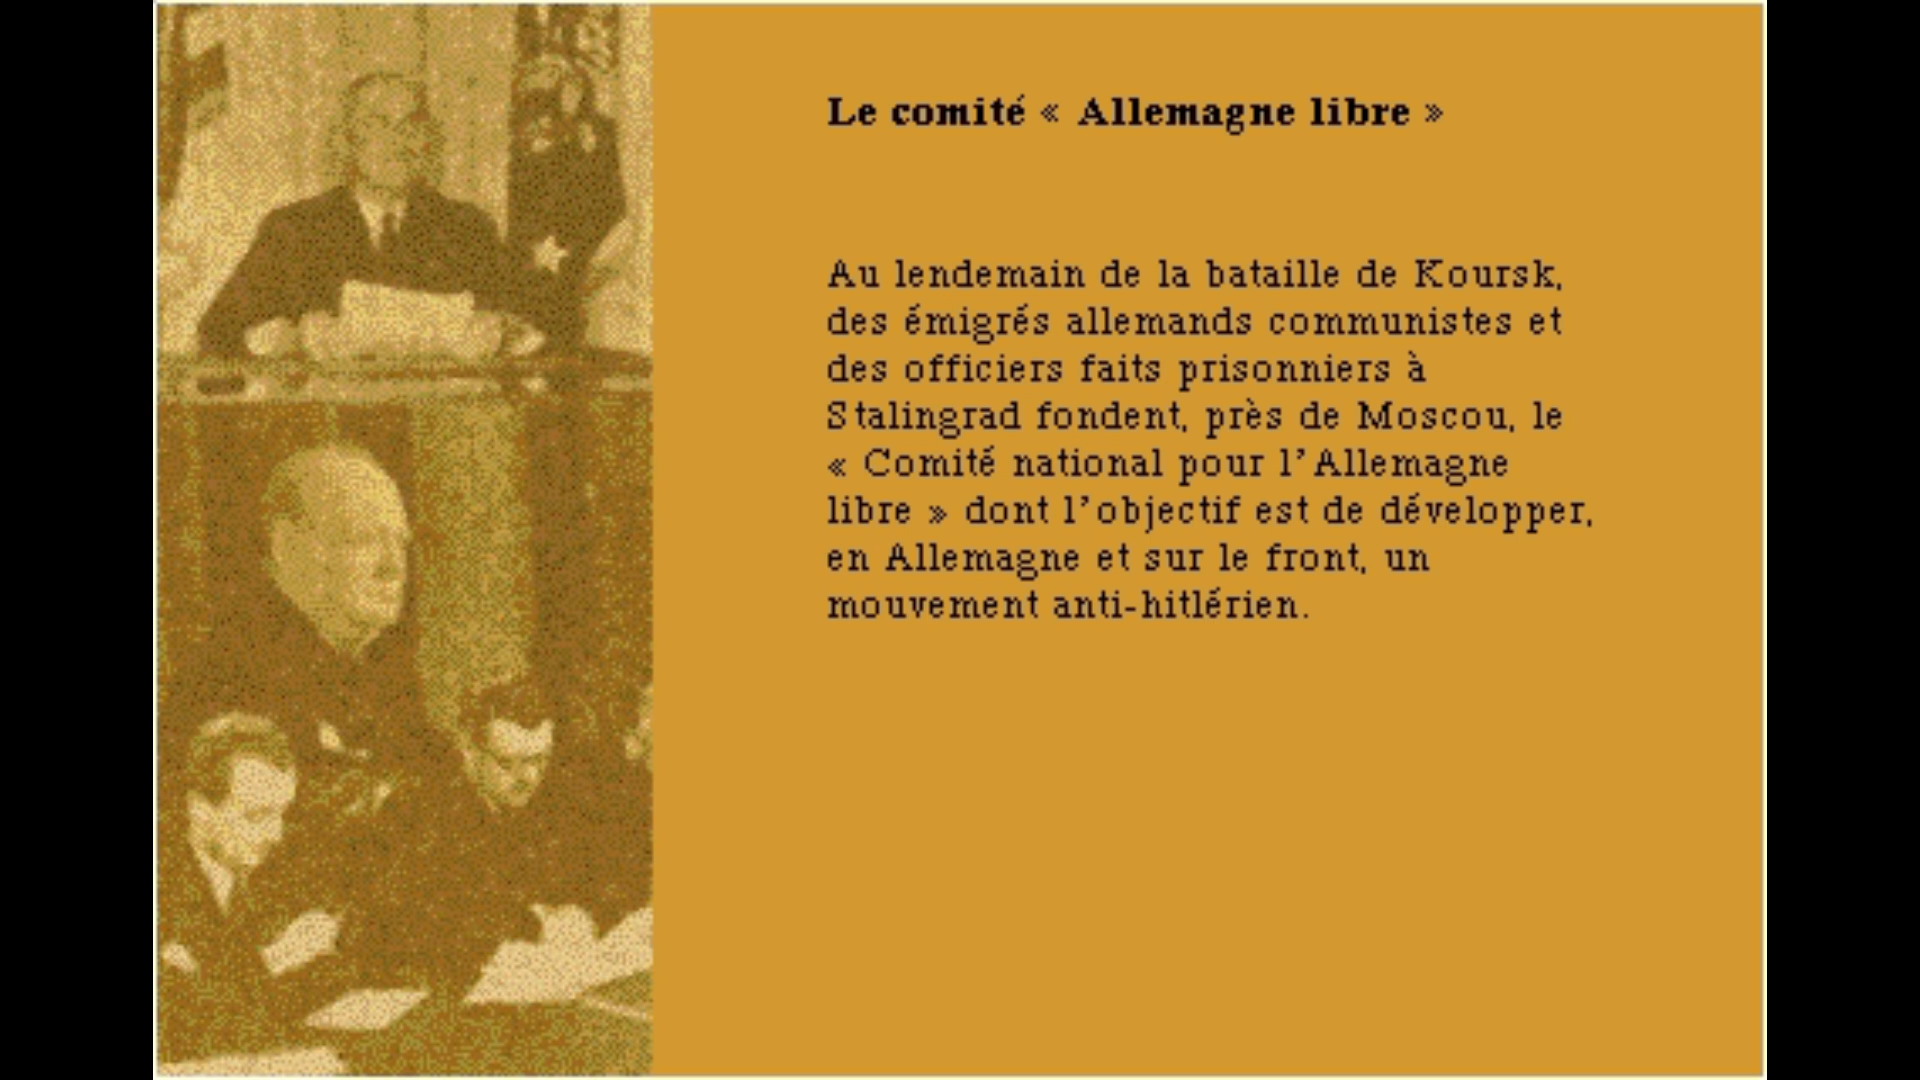 Le comité « Allemagne libre »
Au lendemain de la bataille de Koursk,
des émigrés allemands communistes et
des officiers faits prisonniers à
Stalingrad fondent, près de Moscou, le
« Comité national pour l’Allemagne
libre » dont l’objectif est de développer,
en Allemagne et sur le front, un
mouvement anti-hitlérien.